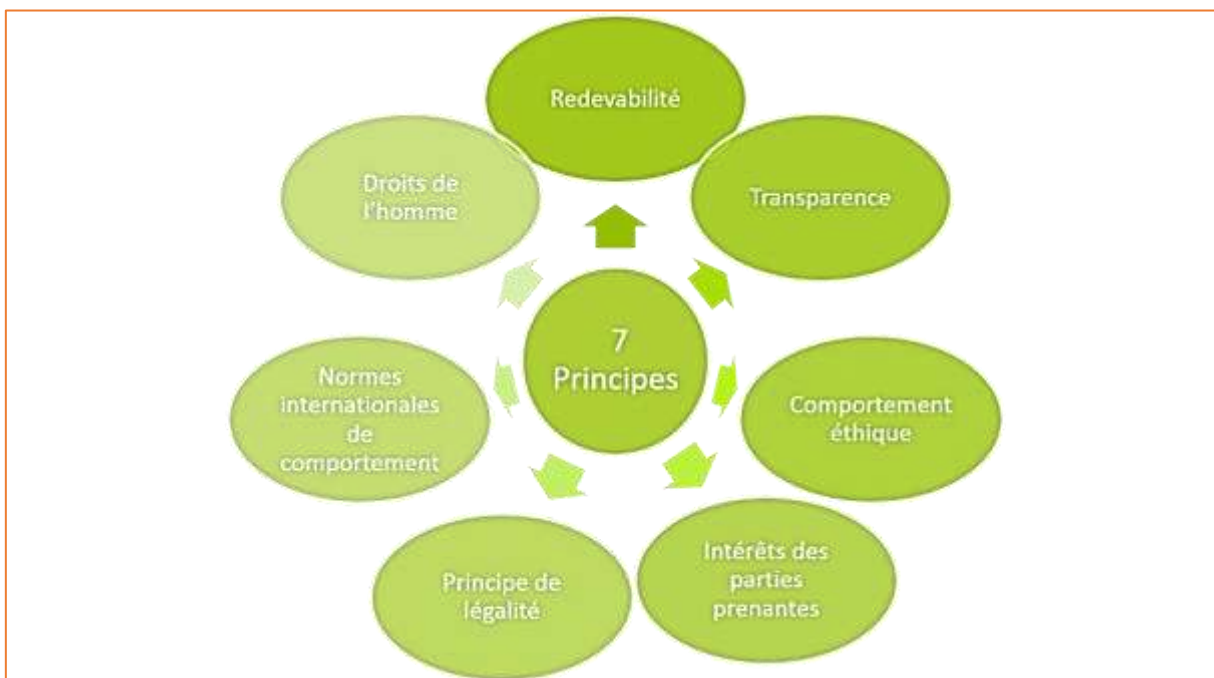 Redevabilité
Transparence
Comportement
éthique
Intérêts des
parties
prenantes
Principe de
légalité
Normes
internationales
de
comportement
Droits de
l'homme
7
Principes